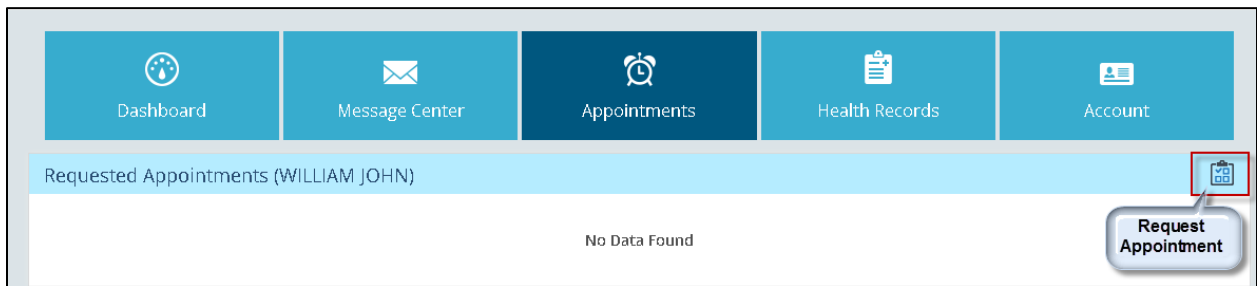 Dashboard
Message Center
Appointments
Health Records
Account
Requested Appointments (WILLIAM JOHN)
No Data Found
Request
Appointment